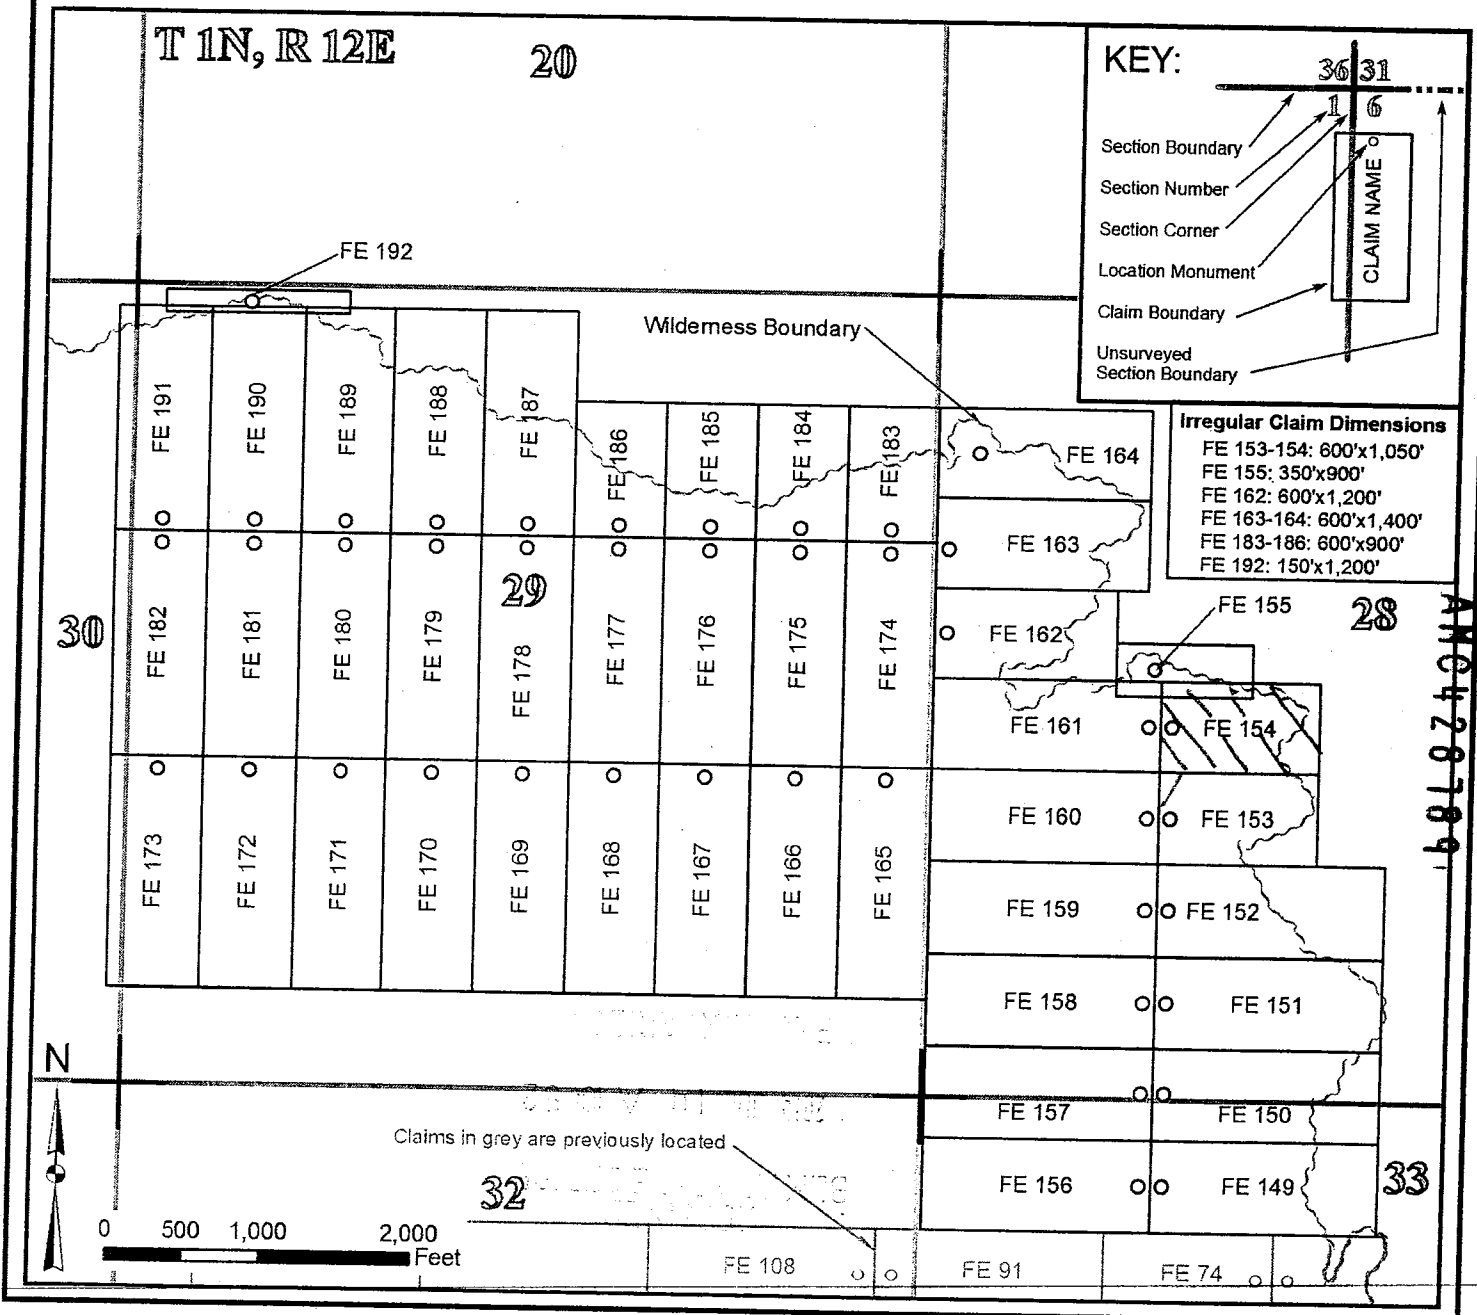 T 1N, R 12E
20
KEY:
36 31
1 6
Section Boundary
Section Number
Section Corner
Location Monument
Claim Boundary
Unsurveyed
Section Boundary
CLAIM NAME
FE 192
Wilderness Boundary
Irregular Claim Dimensions
FE 153-154: 600'x1,050'
FE 155: 350'x900'
FE 162: 600'x1,200'
FE 163-164: 600'x1,400'
FE 183-186: 600'x900'
FE 192: 150'x1,200'
FE 191
FE 190
FE 189
FE 188
FE 187
FE 186
FE 185
FE 184
FE 183
FE 164
FE 163
29
30
28
FE 155
FE 182
FE 181
FE 180
FE 179
FE 178
FE 177
FE 176
FE 175
FE 174
FE 162
FE 161
FE 154
AMC428789
FE 160
FE 153
FE 173
FE 172
FE 171
FE 170
FE 169
FE 168
FE 167
FE 166
FE 165
FE 159
FE 152
FE 158
FE 151
N
FE 157
FE 150
Claims in grey are previously located
32
FE 156
FE 149
33
0 500 1,000 2,000
Feet
FE 108
FE 91
FE 74